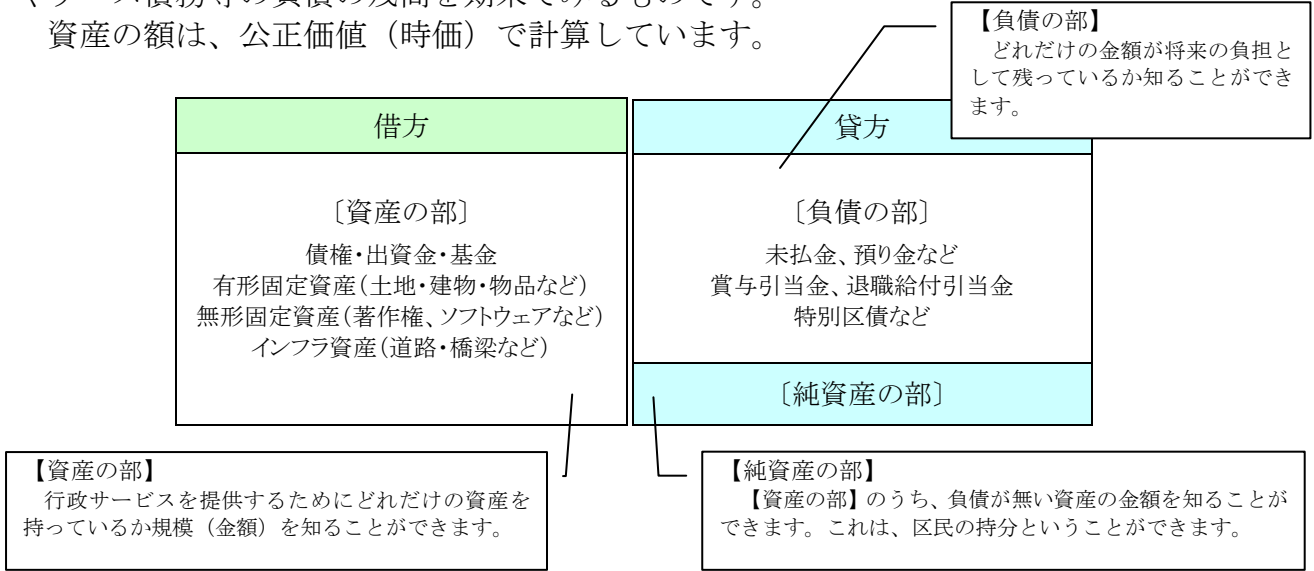 資産の額は、公正価値（時価）で計算しています。
【負債の部】
どれだけの金額が将来の負担と
して残っているか知ることができ
ます。
借方
貸方
〔資産の部〕
債権・出資金・基金
有形固定資産（土地・建物・物品など）
無形固定資産（著作権、ソフトウェアなど）
インフラ資産（道路・橋梁など）
〔負債の部〕
未払金、預り金など
賞与引当金、退職給付引当金
特別区債など
〔純資産の部〕
【資産の部】
行政サービスを提供するためにどれだけの資産を
持っているか規模（金額）を知ることができます。
【純資産の部】
【資産の部】のうち、負債が無い資産の金額を知ることが
できます。これは、区民の持分ということができます。